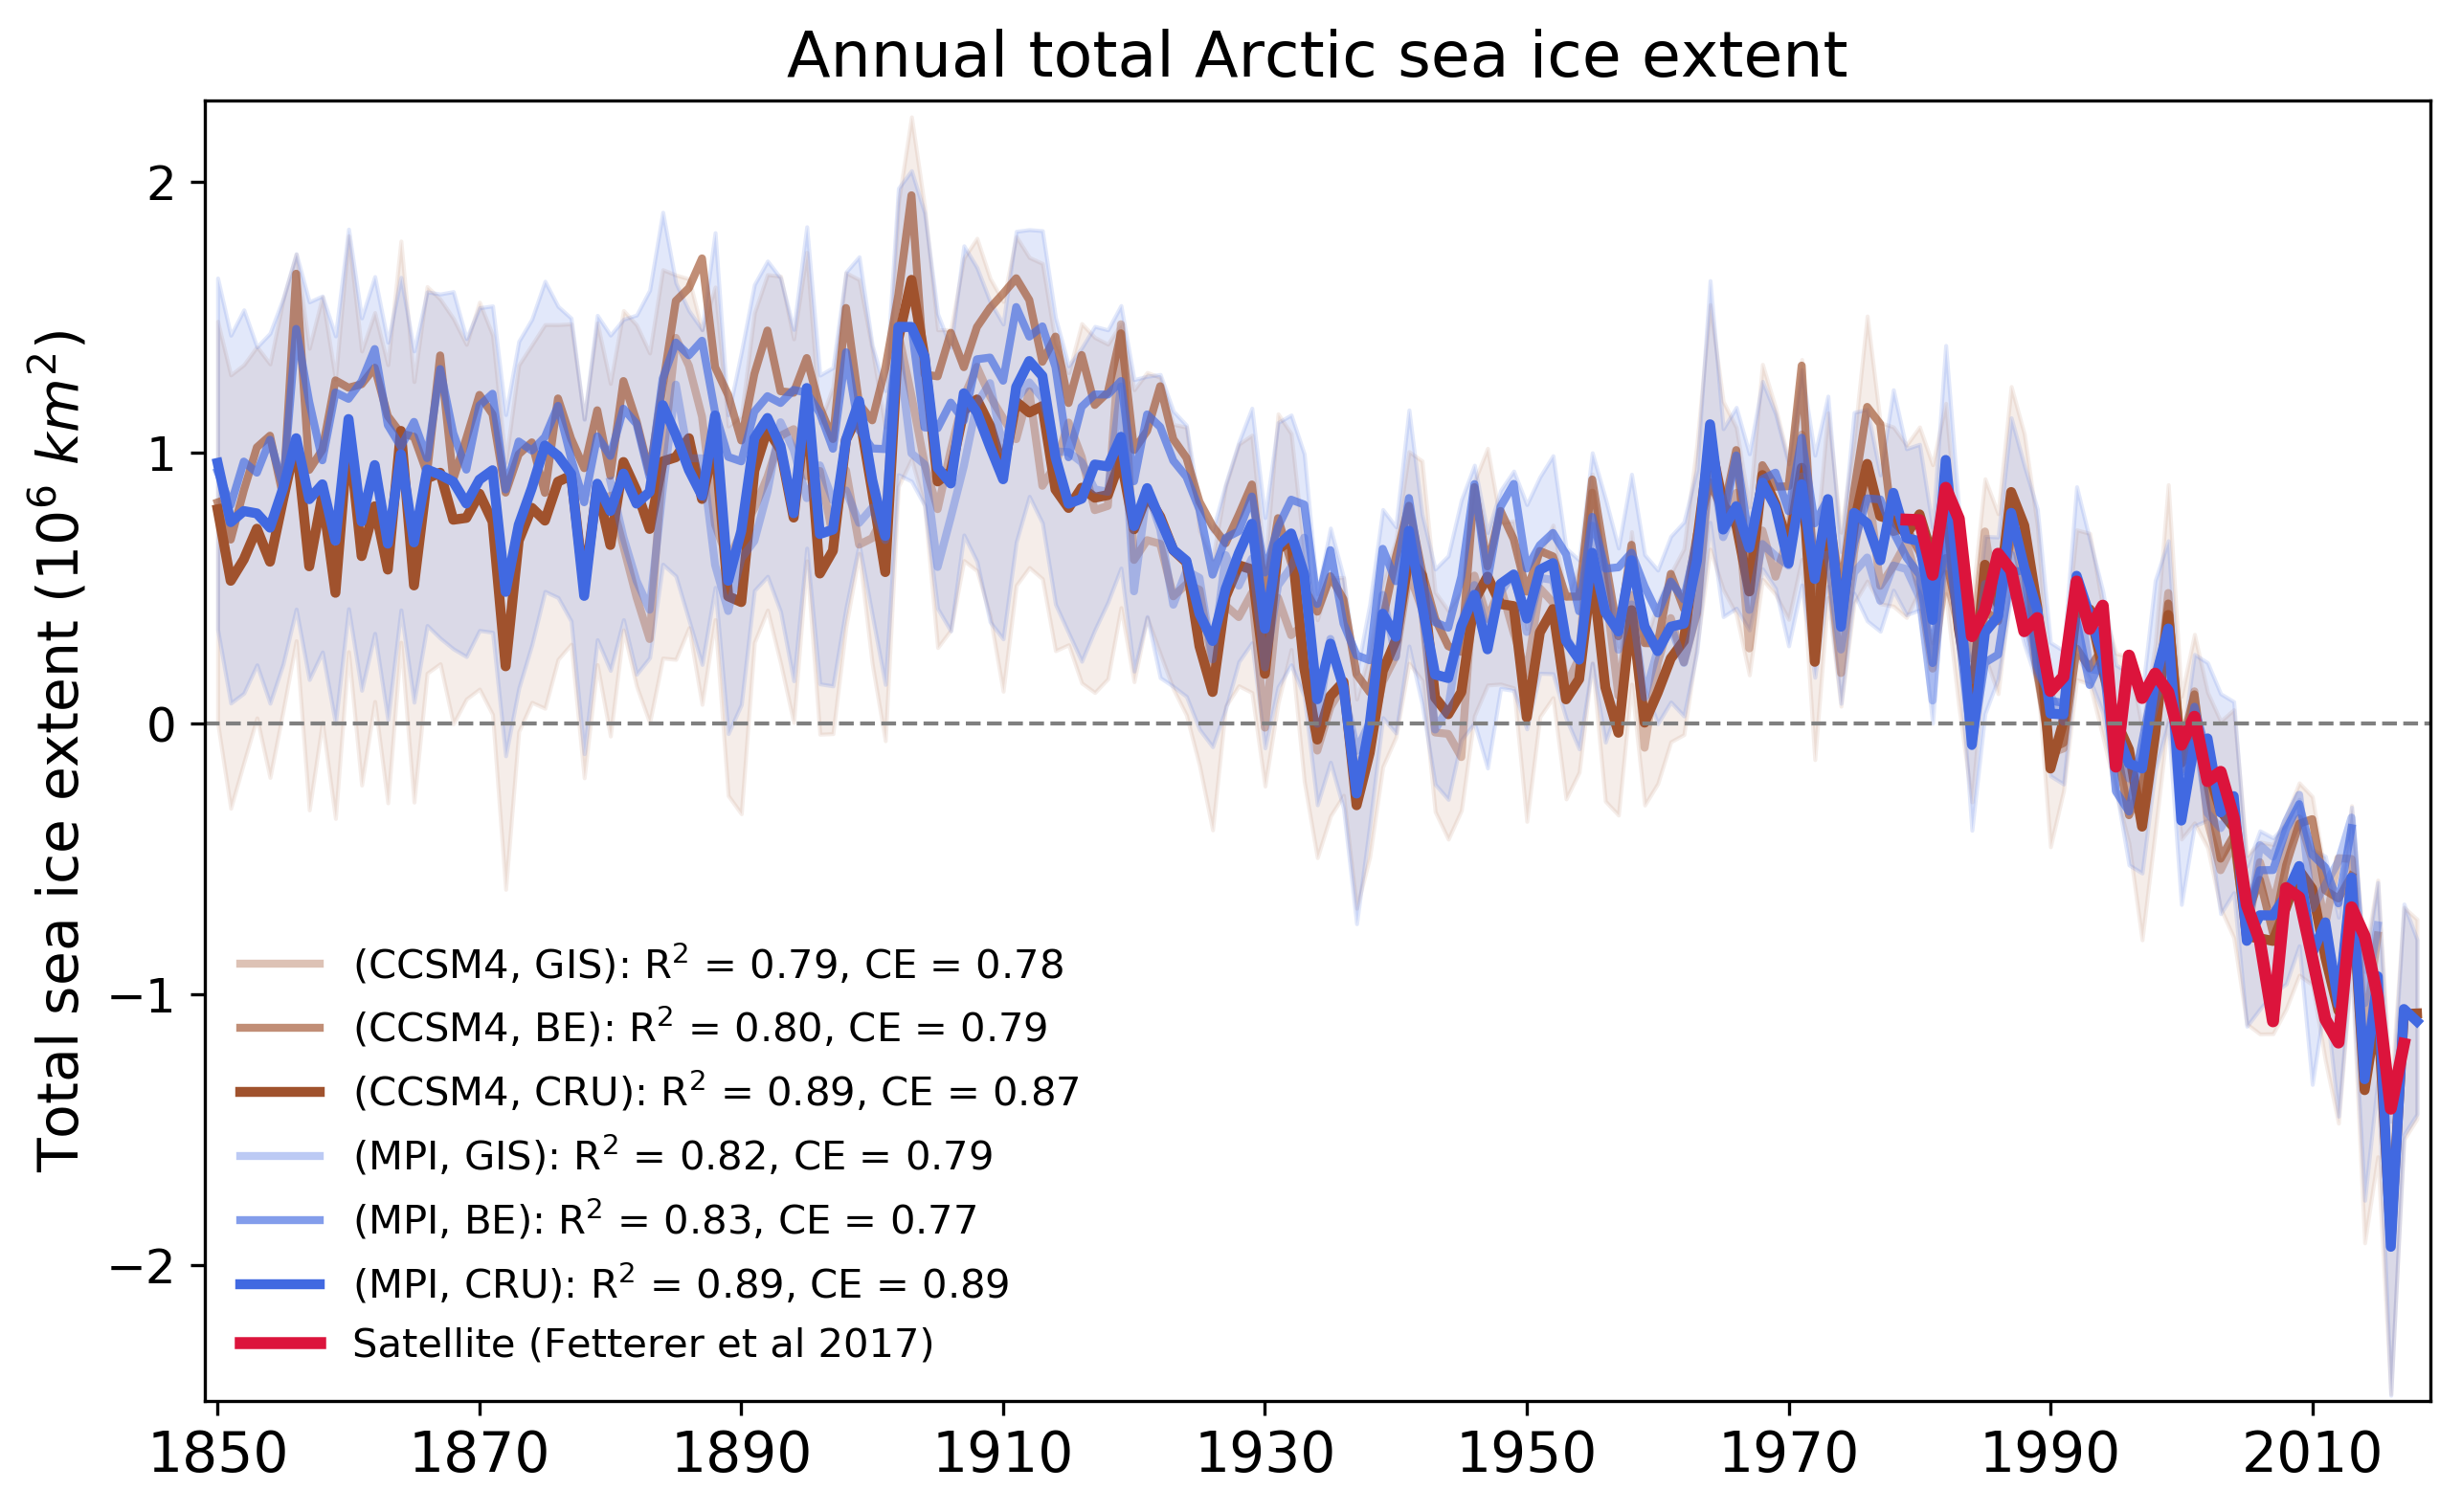 Annual total Arctic sea ice extent
Total sea ice extent (10⁶ km²)
2
1
0
−1
−2
(CCSM4, GIS): R² = 0.79, CE = 0.78
(CCSM4, BE): R² = 0.80, CE = 0.79
(CCSM4, CRU): R² = 0.89, CE = 0.87
(MPI, GIS): R² = 0.82, CE = 0.79
(MPI, BE): R² = 0.83, CE = 0.77
(MPI, CRU): R² = 0.89, CE = 0.89
Satellite (Fetterer et al 2017)
1850 1870 1890 1910 1930 1950 1970 1990 2010